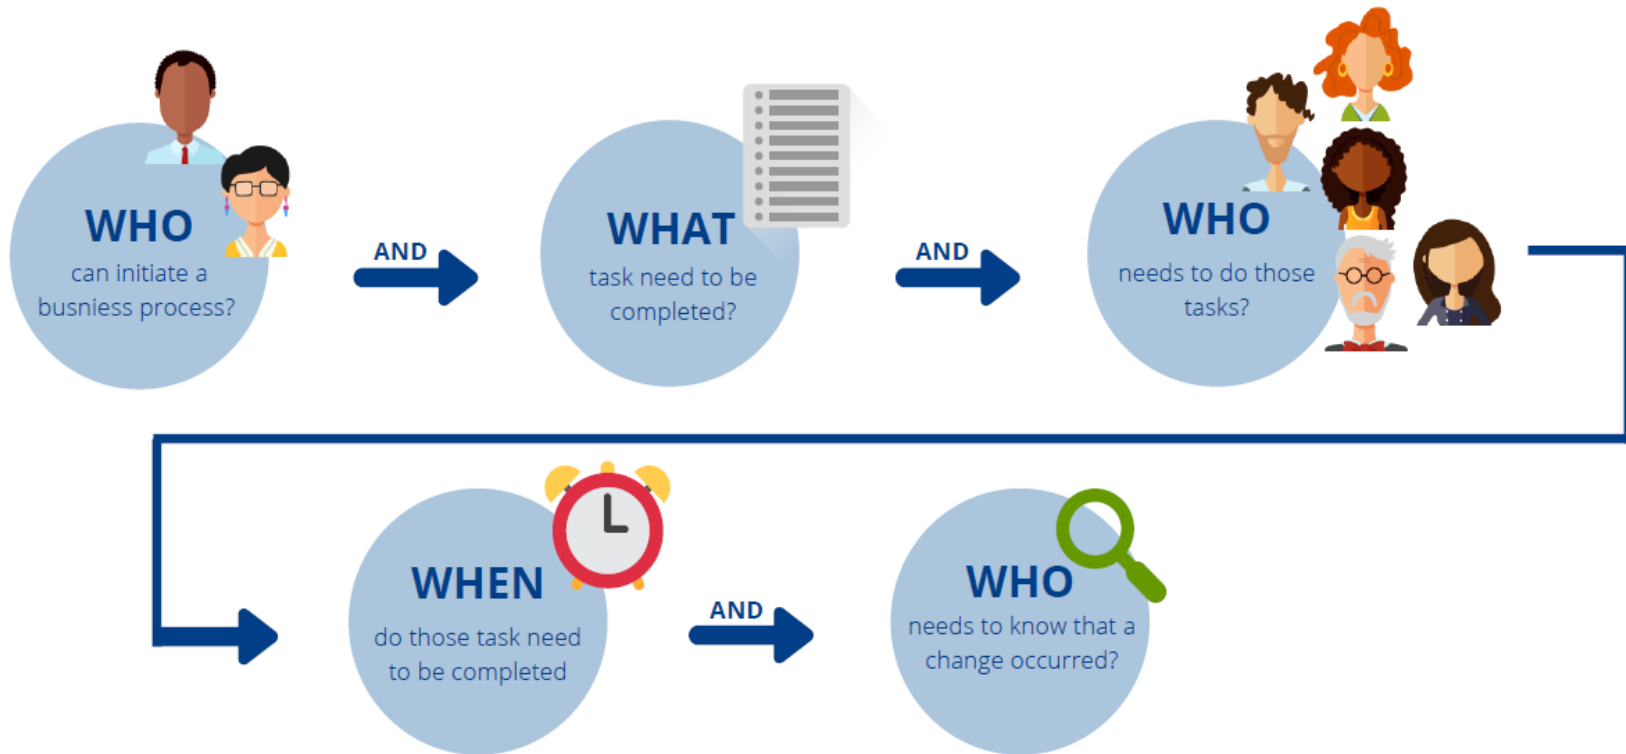 WHO
can initiate a
busniess process?
AND
WHAT
task need to be
completed?
AND
WHO
needs to do those
tasks?
WHEN
do those task need
to be completed
AND
WHO
needs to know that a
change occurred?